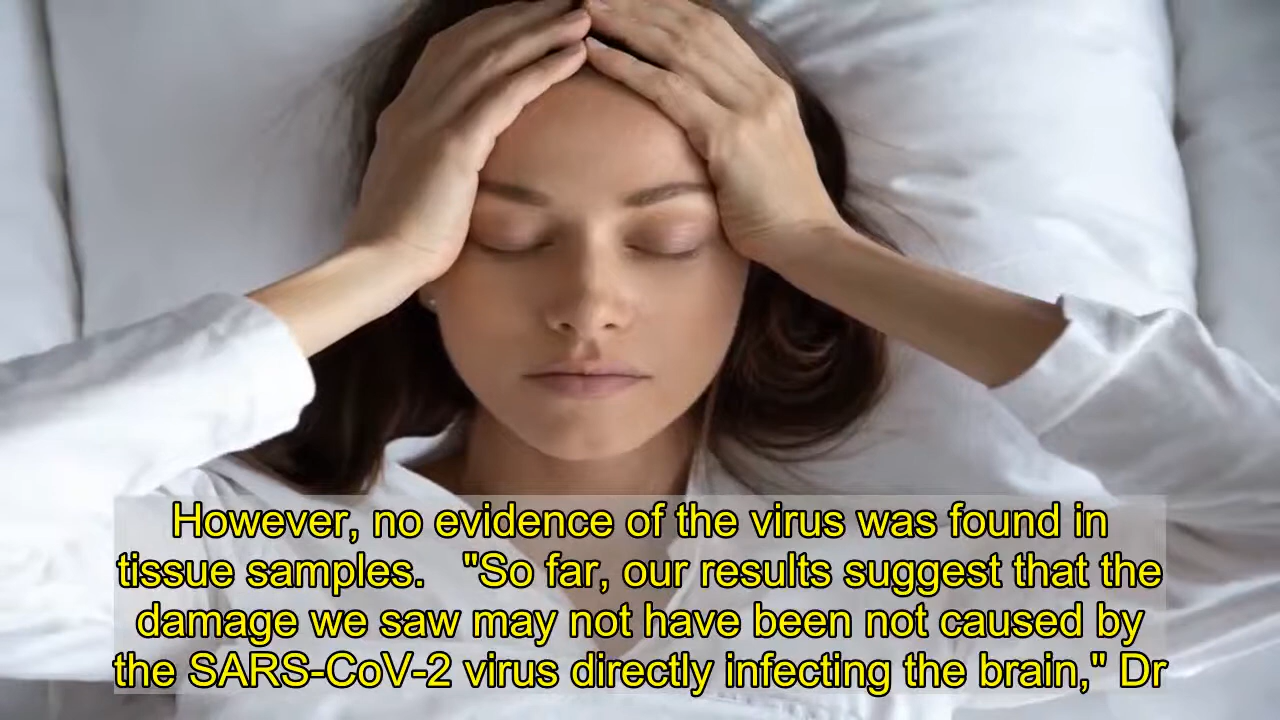 However, no evidence of the virus was found in
tissue samples.   "So far, our results suggest that the
damage we saw may not have been not caused by
the SARS-CoV-2 virus directly infecting the brain," Dr